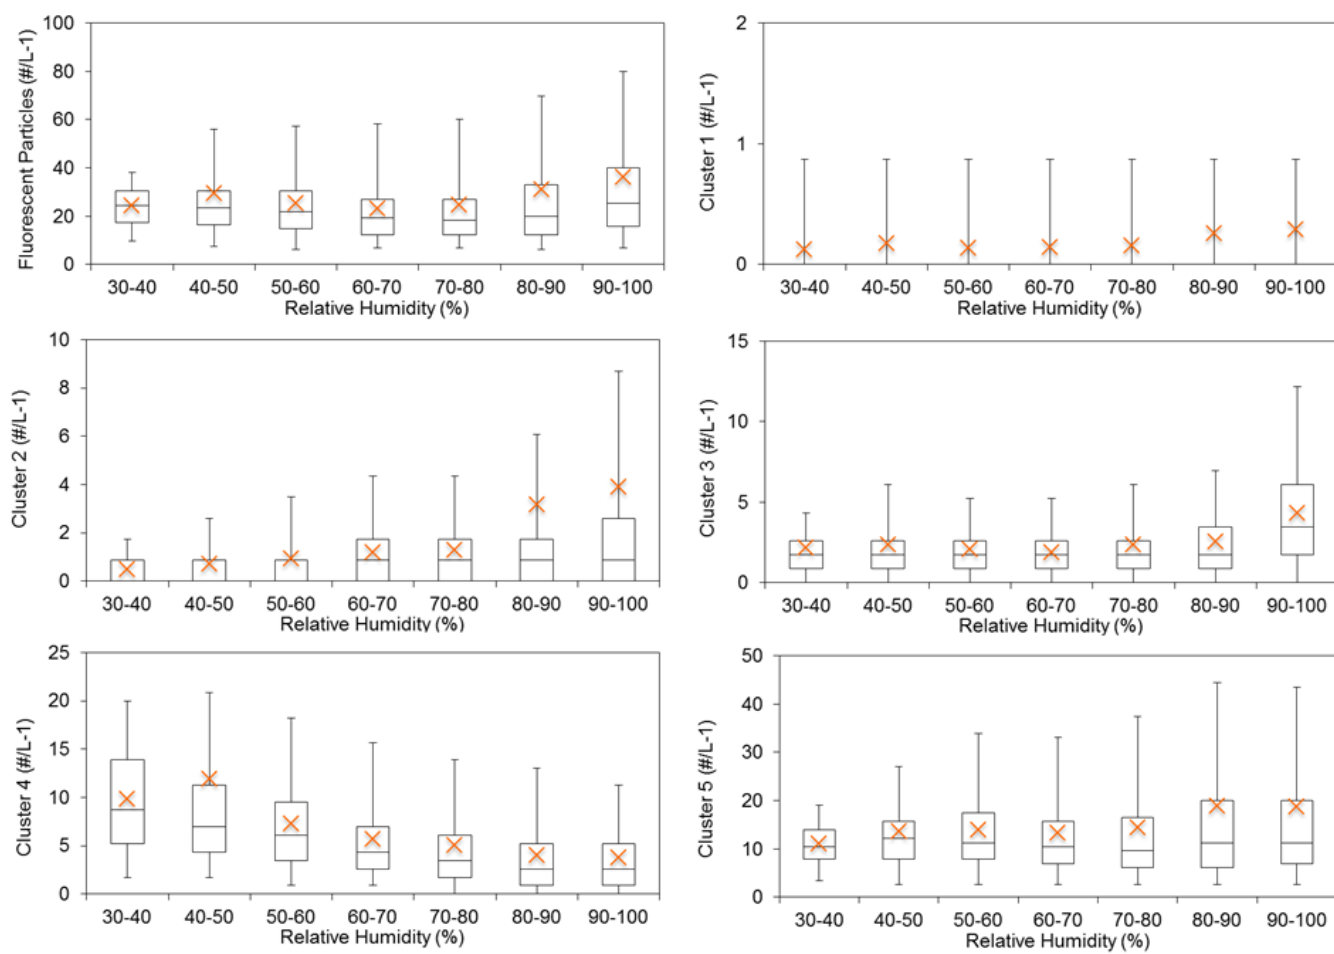 Fluorescent Particles (#/L-1)
100
80
60
40
20
0
30-40 40-50 50-60 60-70 70-80 80-90 90-100
Relative Humidity (%)
Cluster 1 (#/L-1)
2
1
0
30-40 40-50 50-60 60-70 70-80 80-90 90-100
Relative Humidity (%)
Cluster 2 (#/L-1)
10
8
6
4
2
0
30-40 40-50 50-60 60-70 70-80 80-90 90-100
Relative Humidity (%)
Cluster 3 (#/L-1)
15
10
5
0
30-40 40-50 50-60 60-70 70-80 80-90 90-100
Relative Humidity (%)
Cluster 4 (#/L-1)
25
20
15
10
5
0
30-40 40-50 50-60 60-70 70-80 80-90 90-100
Relative Humidity (%)
Cluster 5 (#/L-1)
50
40
30
20
10
0
30-40 40-50 50-60 60-70 70-80 80-90 90-100
Relative Humidity (%)